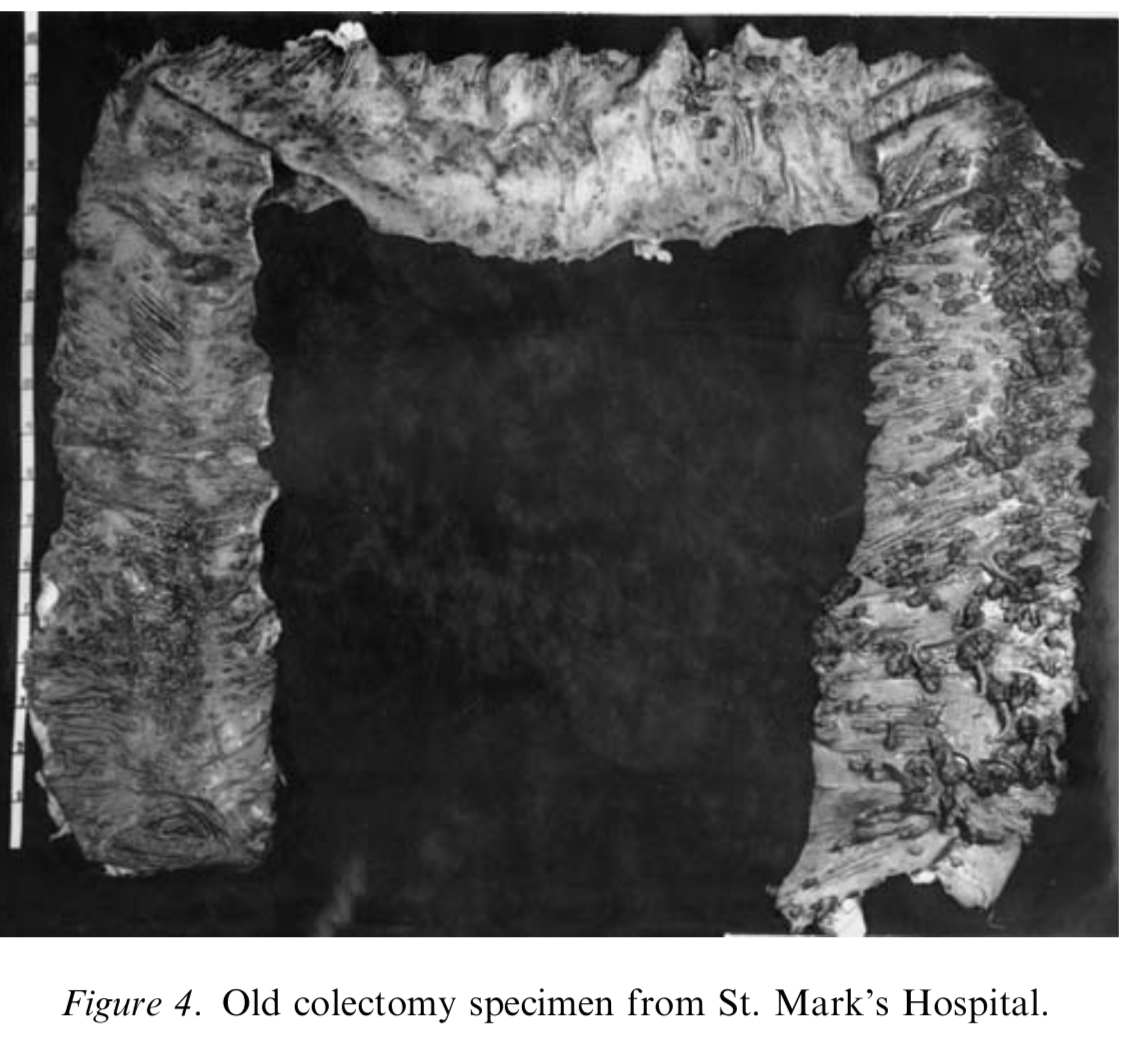 Figure 4. Old colectomy specimen from St. Mark's Hospital.